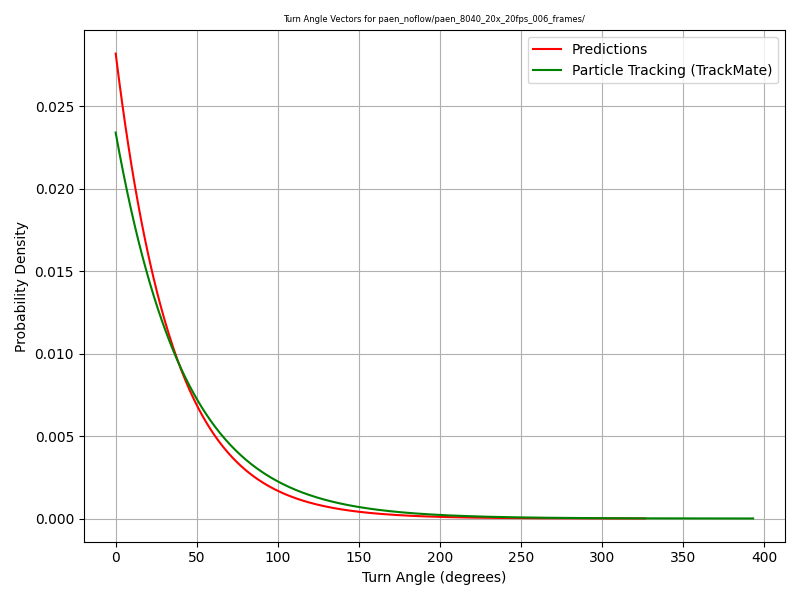 Turn Angle Vectors for paen_noflow/paen_8040_20x_20fps_006_frames/
Predictions
Particle Tracking (TrackMate)
Probability Density
0.025
0.020
0.015
0.010
0.005
0.000
0 50 100 150 200 250 300 350 400
Turn Angle (degrees)